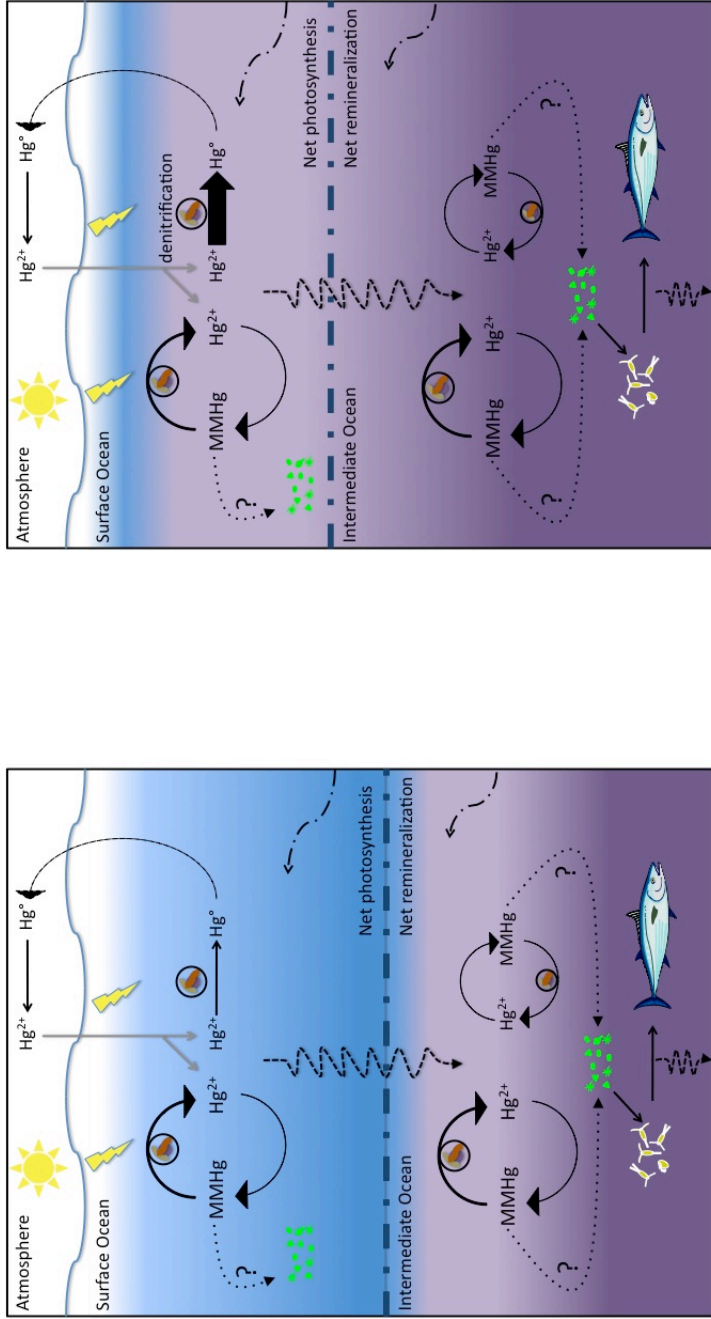 Atmosphere
Hg²⁺
Hg°
Surface Ocean
MMHg
Hg²⁺
Hg²⁺
Hg°
?
Net photosynthesis
Intermediate Ocean
Net remineralization
MMHg
Hg²⁺
Hg²⁺
MMHg
?
?
Atmosphere
Hg²⁺
Hg°
Surface Ocean
denitrification
MMHg
Hg²⁺
Hg²⁺
Hg°
?
Net photosynthesis
Intermediate Ocean
Net remineralization
MMHg
Hg²⁺
Hg²⁺
MMHg
?
?